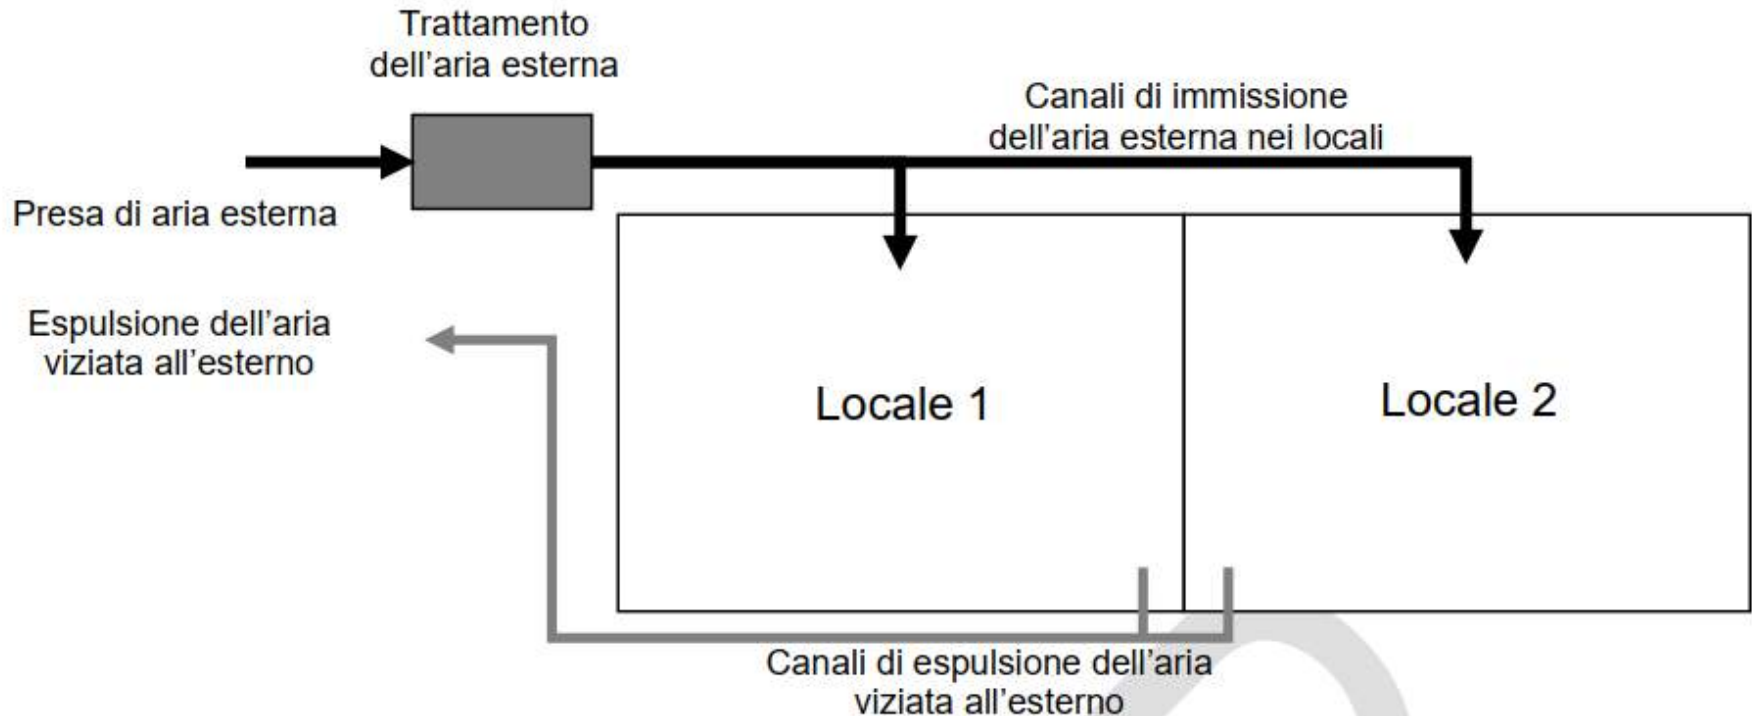 Trattamento
dell'aria esterna
Canali di immissione
dell'aria esterna nei locali
Presa di aria esterna
Espulsione dell'aria
viziata all'esterno
Locale 1
Locale 2
Canali di espulsione dell'aria
viziata all'esterno